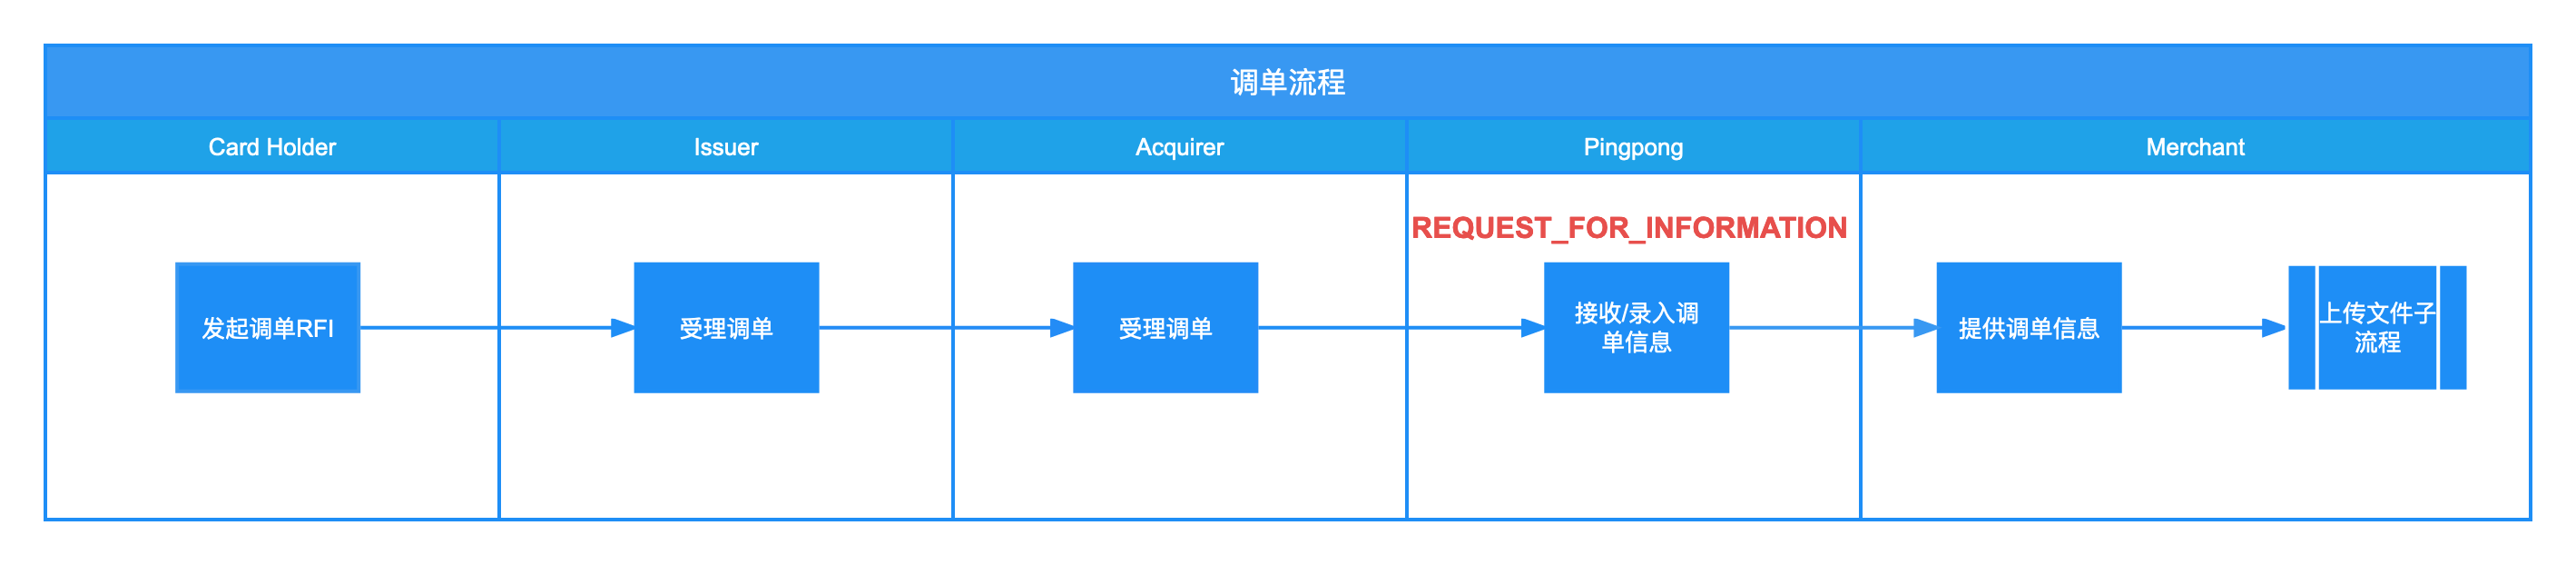 调单流程
Card Holder
Issuer
Acquirer
Pingpong
Merchant
REQUEST_FOR_INFORMATION
发起调单RFI
受理调单
受理调单
接收/录入调
单信息
提供调单信息
上传文件子
流程